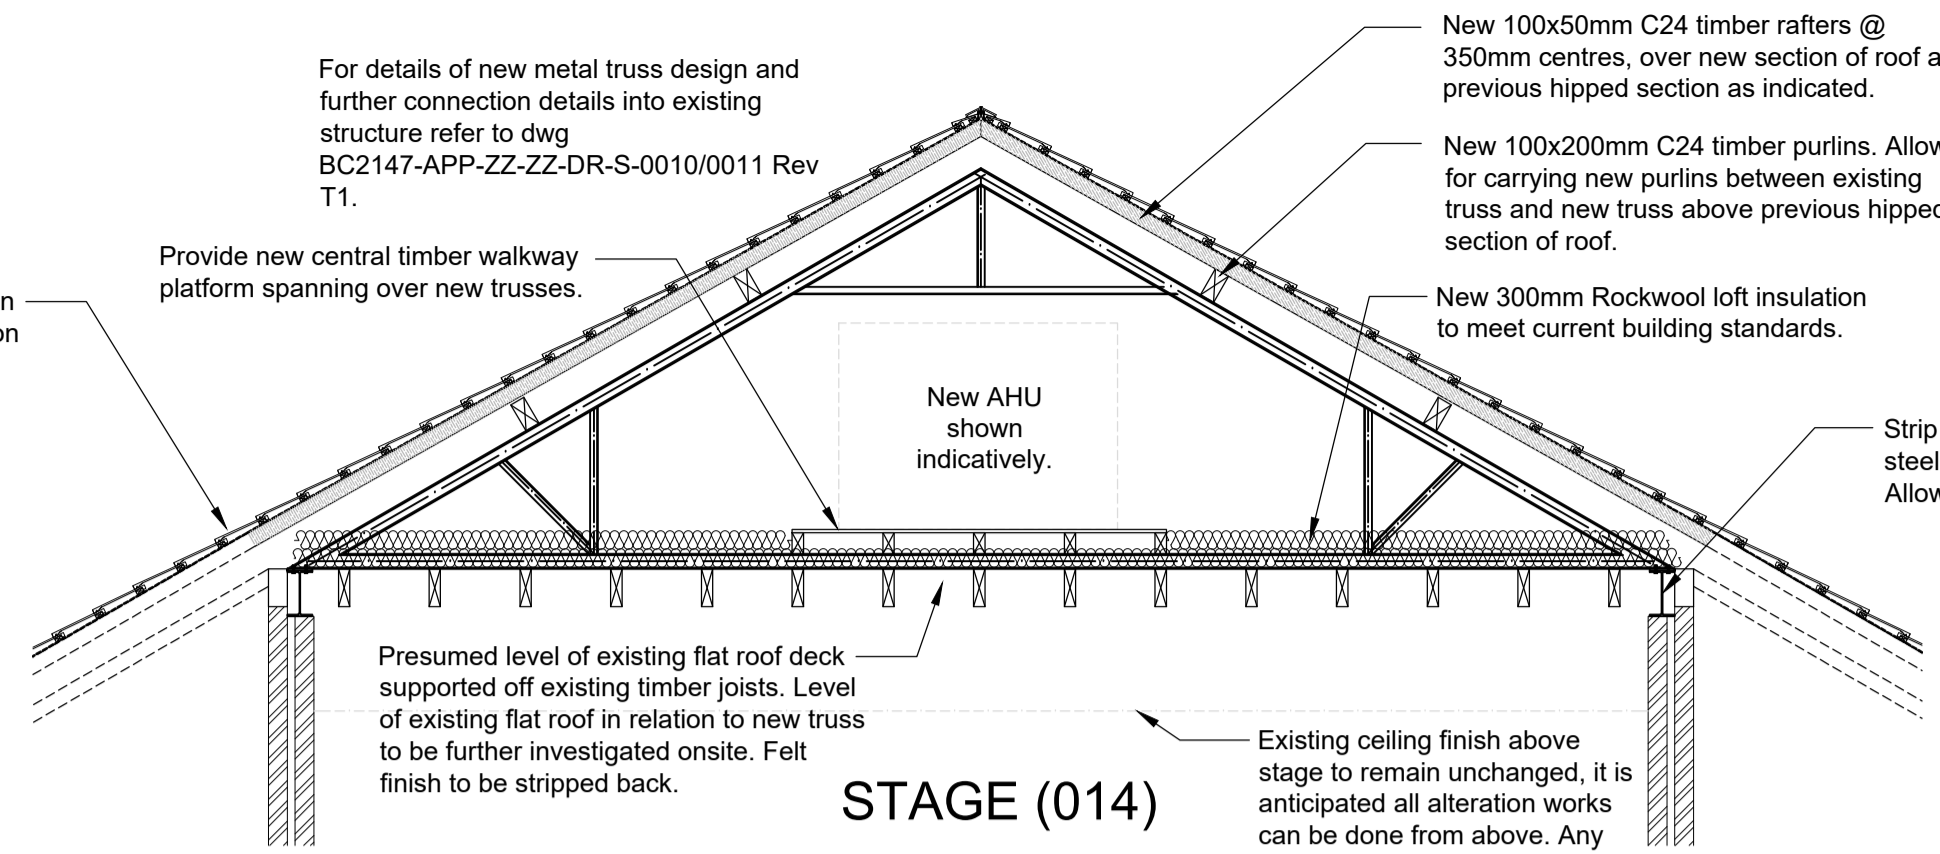 For details of new metal truss design and
further connection details into existing
structure refer to dwg
BC2147-APP-ZZ-ZZ-DR-S-0010/0011 Rev
T1.
Provide new central timber walkway
platform spanning over new trusses.
New 100x50mm C24 timber rafters @
350mm centres, over new section of roof
previous hipped section as indicated.
New 100x200mm C24 timber purlins. Allow
for carrying new purlins between existing
truss and new truss above previous hipped
section of roof.
New 300mm Rockwool loft insulation
to meet current building standards.
New AHU
shown
indicatively.
Strip
steel
Allow
Presumed level of existing flat roof deck
supported off existing timber joists. Level
of existing flat roof in relation to new truss
to be further investigated onsite. Felt
finish to be stripped back.
Existing ceiling finish above
stage to remain unchanged, it is
anticipated all alteration works
can be done from above. Any
STAGE (014)